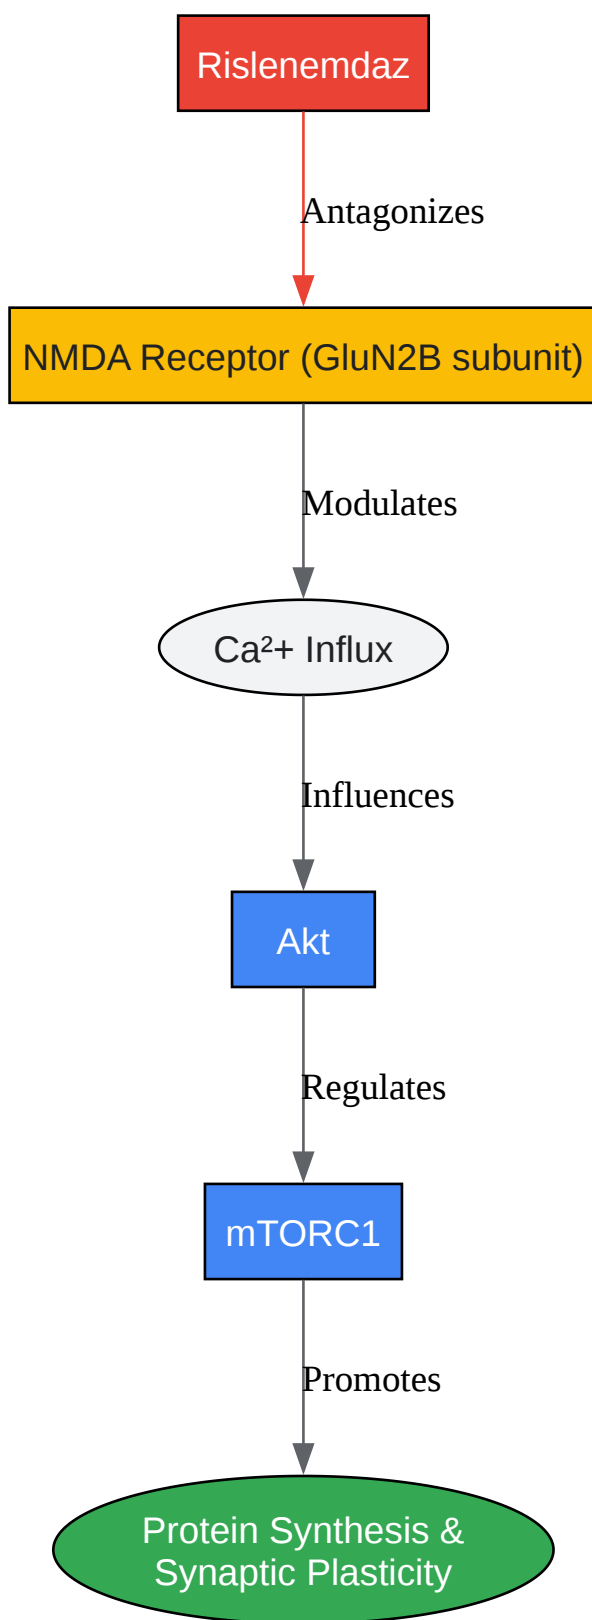 Rislenemdaz
Antagonizes
NMDA Receptor (GluN2B subunit)
Modulates
Ca²+ Influx
Influences
Akt
Regulates
mTORC1
Promotes
Protein Synthesis &
Synaptic Plasticity